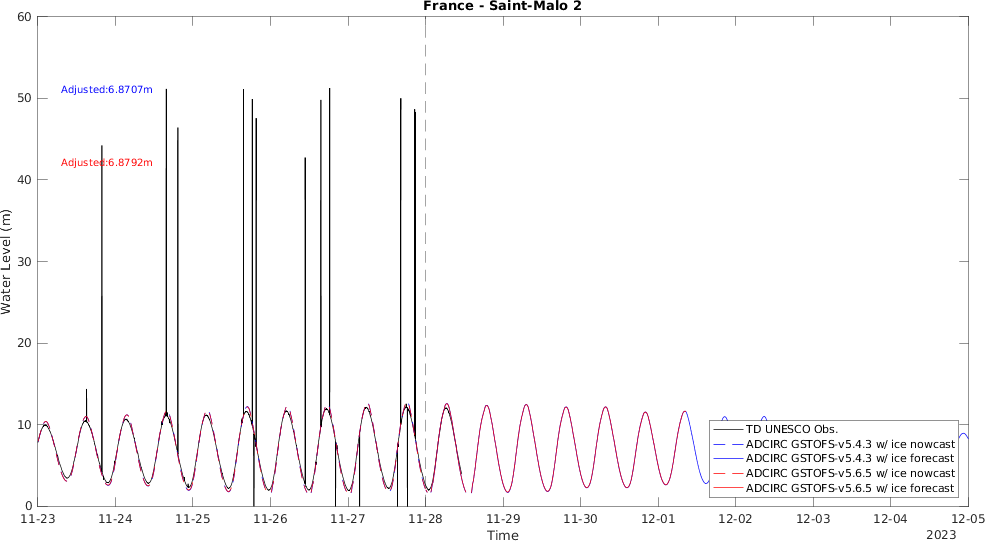 France - Saint-Malo 2
60
50
40
30
20
10
0
Water Level (m)
Adjusted:6.8707m
Adjusted:6.8792m
TD UNESCO Obs.
ADCIRC GSTOFS-v5.4.3 w/ ice nowcast
ADCIRC GSTOFS-v5.4.3 w/ ice forecast
ADCIRC GSTOFS-v5.6.5 w/ ice nowcast
ADCIRC GSTOFS-v5.6.5 w/ ice forecast
11-23 11-24 11-25 11-26 11-27 11-28 11-29 11-30 12-01 12-02 12-03 12-04 12-05
Time
2023